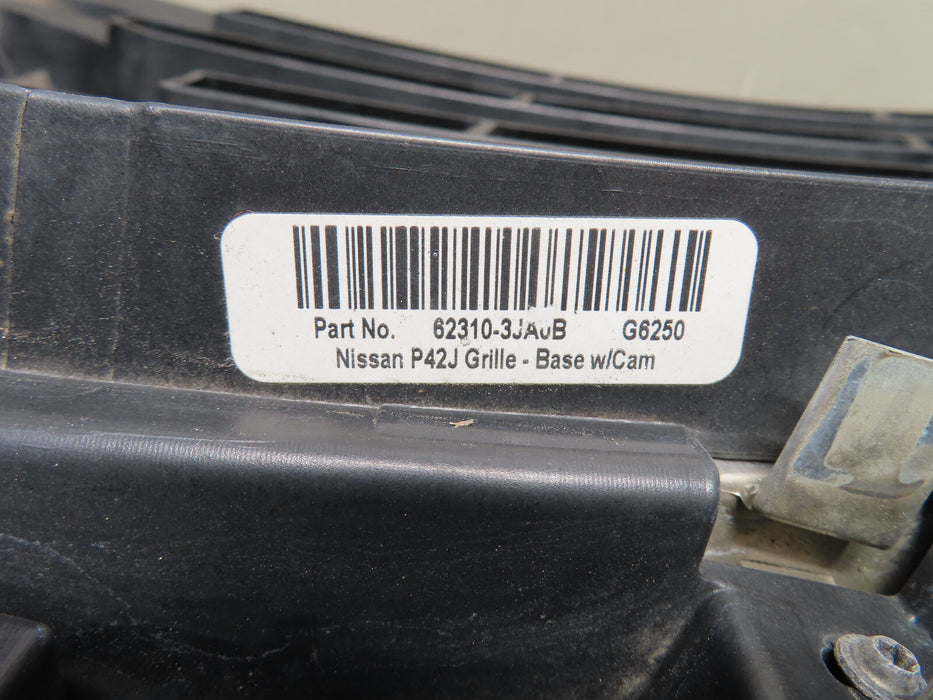 Part No. 62310-3JA0B G6250
Nissan P42J Grille - Base w/Cam